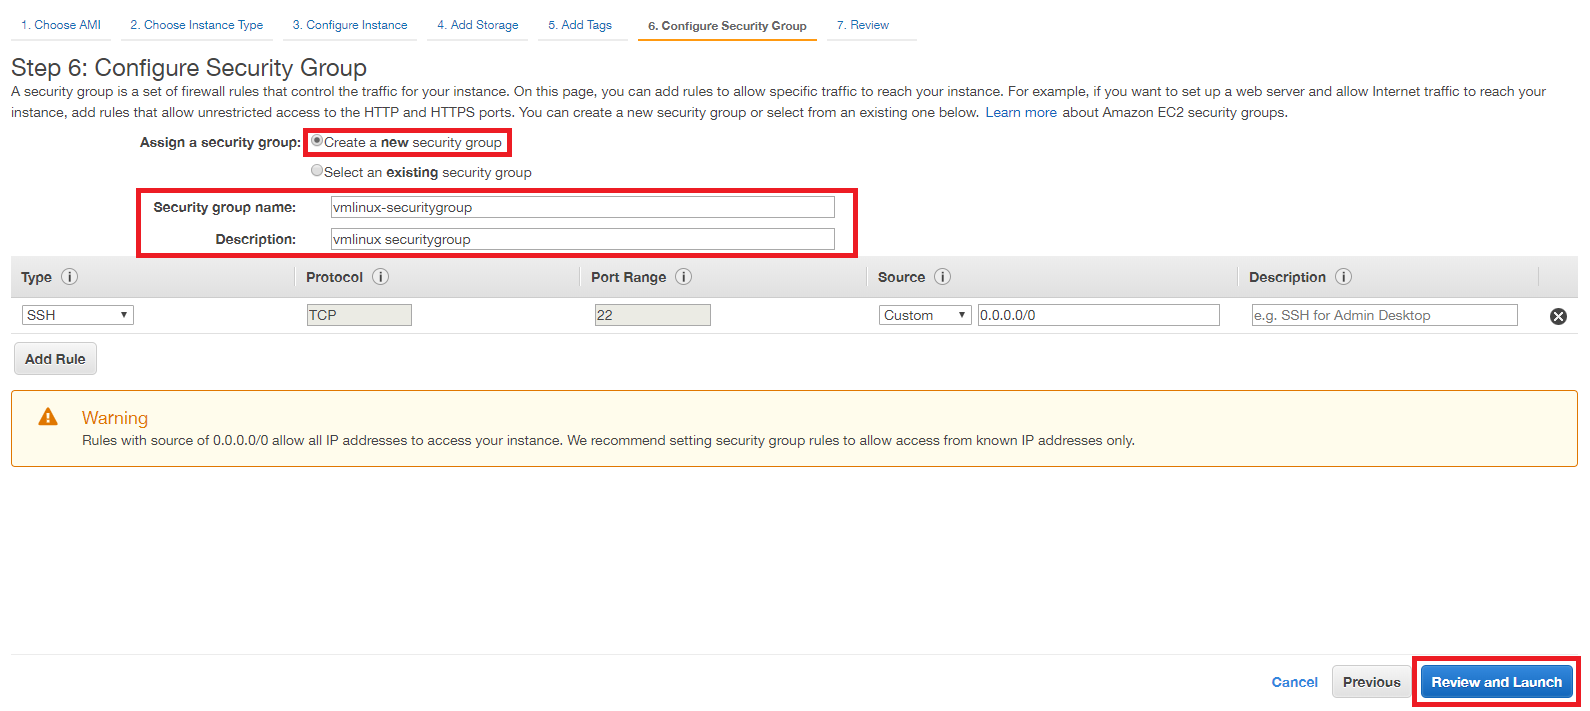 1. Choose AMI 2. Choose Instance Type 3. Configure Instance 4. Add Storage 5. Add Tags 6. Configure Security Group 7. Review
Step 6: Configure Security Group
A security group is a set of firewall rules that control the traffic for your instance. On this page, you can add rules to allow specific traffic to reach your instance. For example, if you want to set up a web server and allow Internet traffic to reach your
instance, add rules that allow unrestricted access to the HTTP and HTTPS ports. You can create a new security group or select from an existing one below. Learn more about Amazon EC2 security groups.
Assign a security group: Create a new security group
Select an existing security group
Security group name: vmlinux-securitygroup
Description: vmlinux securitygroup
Type i Protocol i Port Range i Source i Description i
SSH TCP 22 Custom 0.0.0.0/0 e.g. SSH for Admin Desktop
Add Rule
Warning
Rules with source of 0.0.0.0/0 allow all IP addresses to access your instance. We recommend setting security group rules to allow access from known IP addresses only.
Cancel Previous Review and Launch